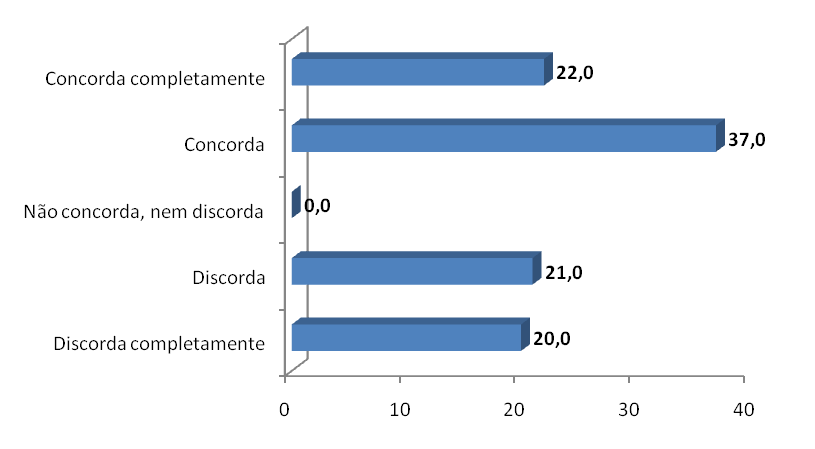 Concorda completamente 22,0
Concorda 37,0
Não concorda, nem discorda 0,0
Discorda 21,0
Discorda completamente 20,0
0 10 20 30 40